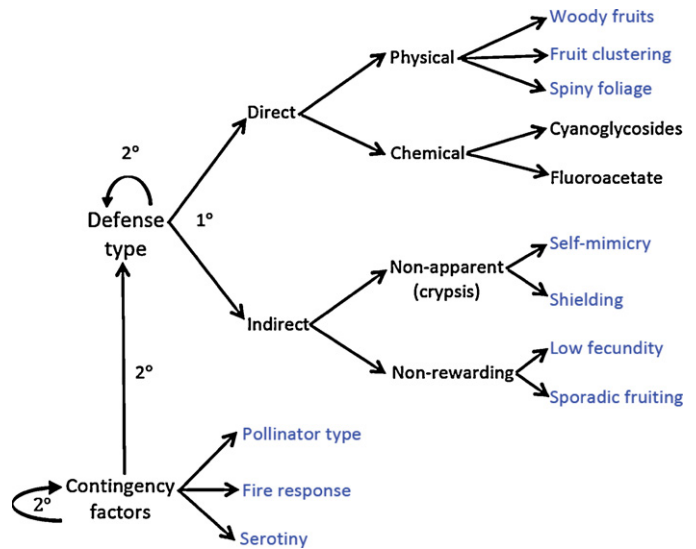 Woody fruits
Physical
Fruit clustering
Spiny foliage
Direct
Cyanoglycosides
Chemical
Fluoroacetate
2°
Defense
type
1°
Self-mimicry
Non-apparent
(crypsis)
Shielding
Indirect
Low fecundity
Non-rewarding
Sporadic fruiting
2°
Pollinator type
Contingency
factors
2°
Fire response
Serotiny